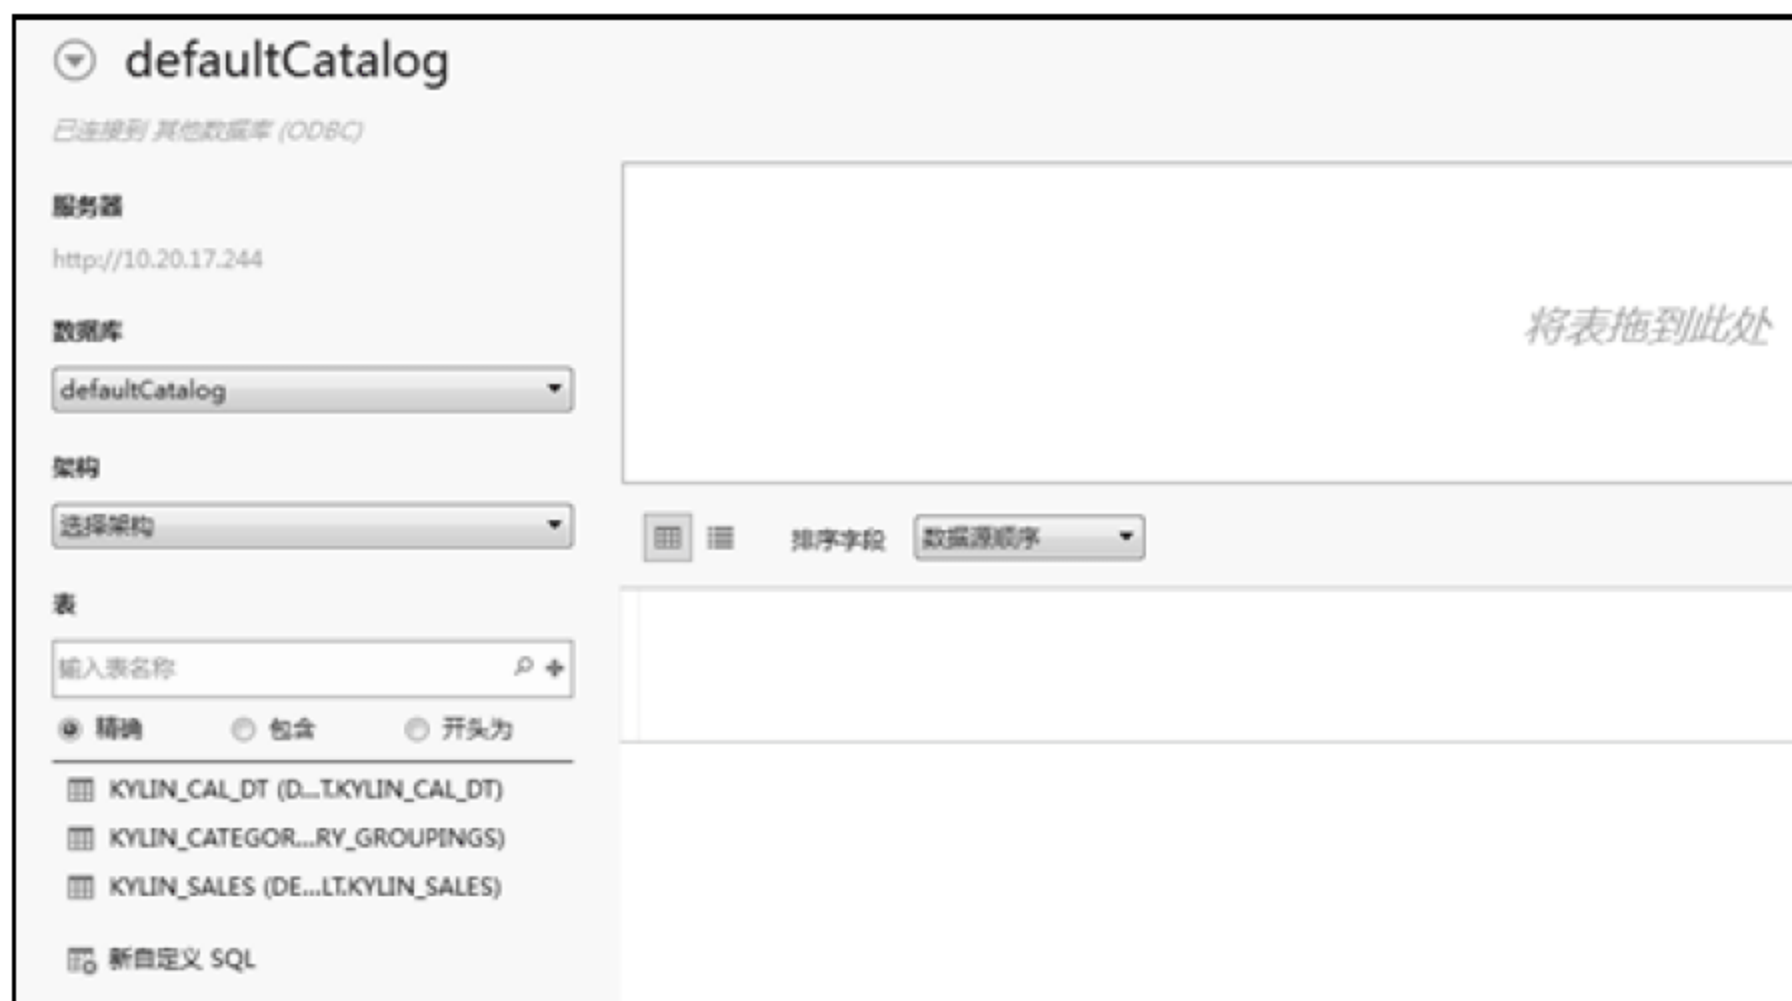 defaultCatalog
已连接到 其他数据库 (ODBC)
服务器
http://10.20.17.244
数据库
defaultCatalog
架构
选择架构
表
输入表名称
精确 包含 开头为
KYLIN_CAL_DT (D...T.KYLIN_CAL_DT)
KYLIN_CATEGOR...RY_GROUPINGS)
KYLIN_SALES (DE...LT.KYLIN_SALES)
新自定义 SQL
将表拖到此处
排序字段 数据源顺序